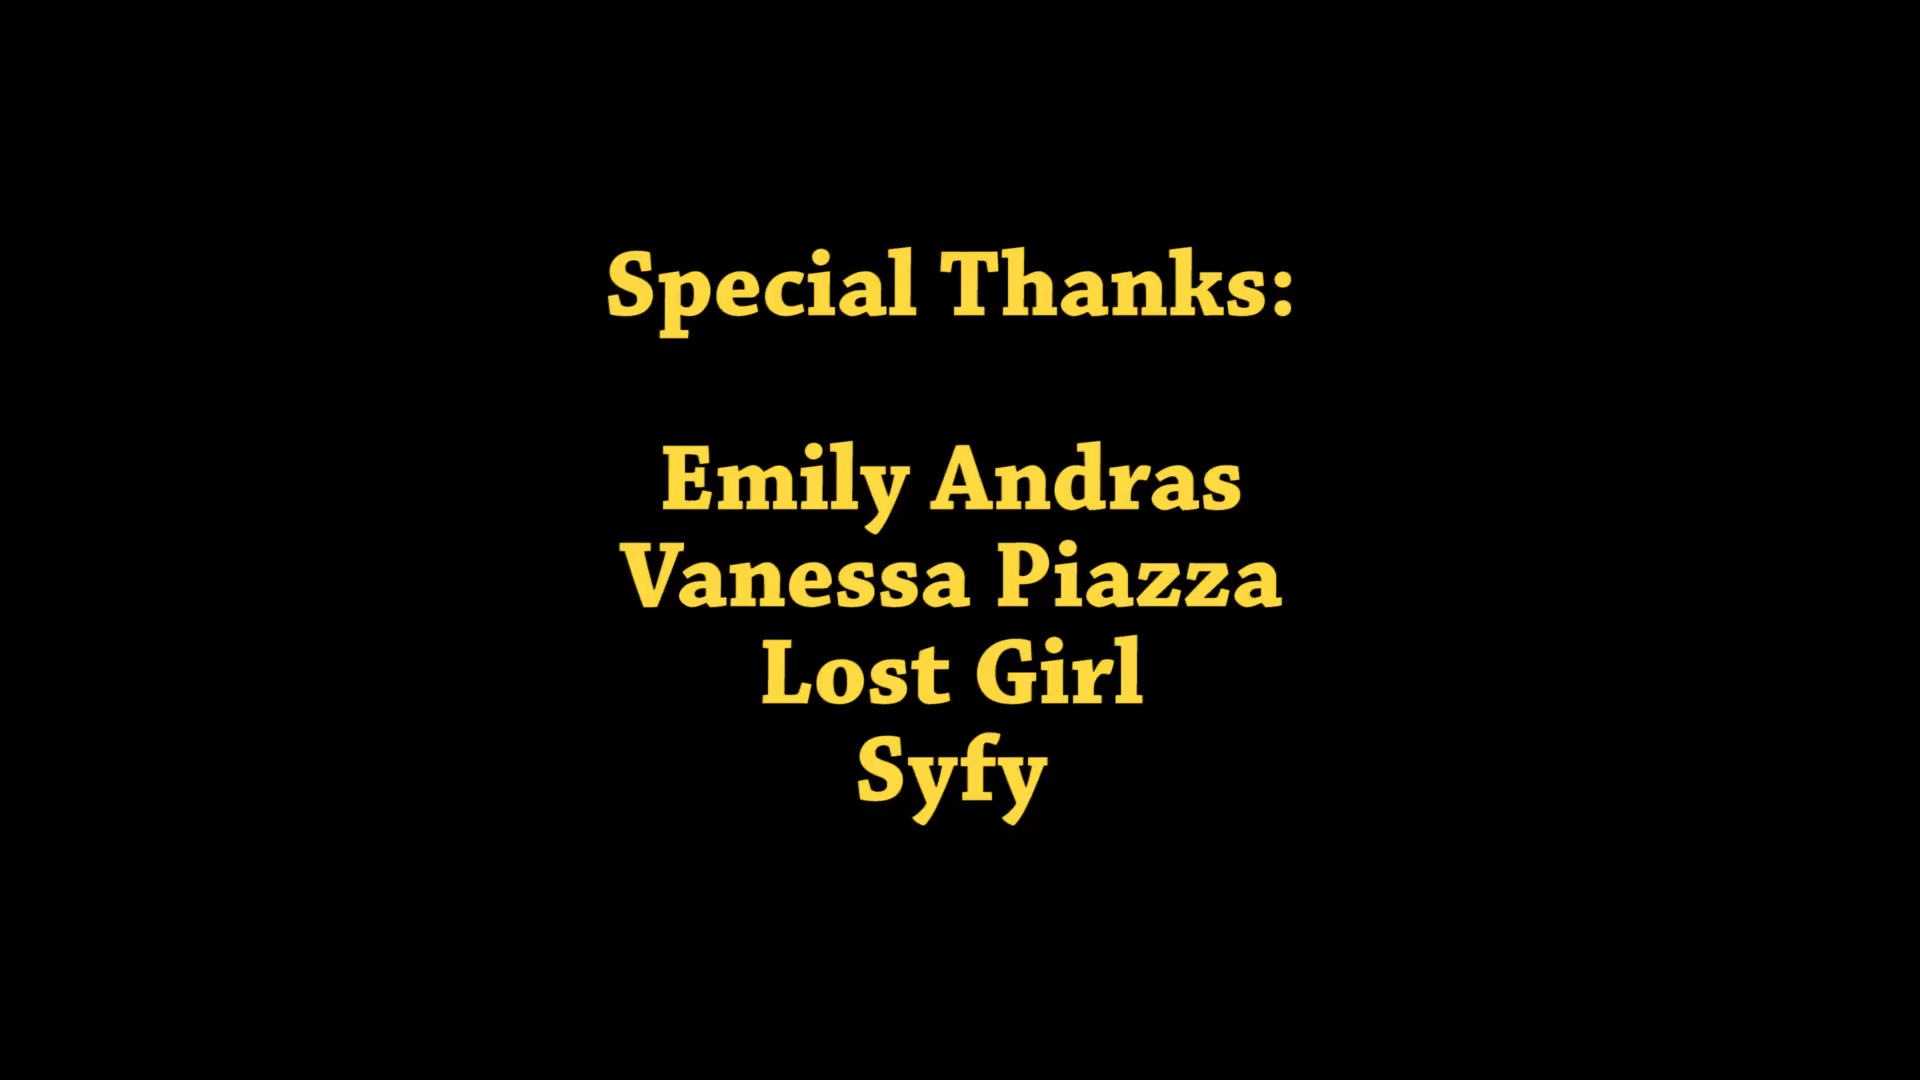 Special Thanks:
Emily Andras
Vanessa Piazza
Lost Girl
Syfy